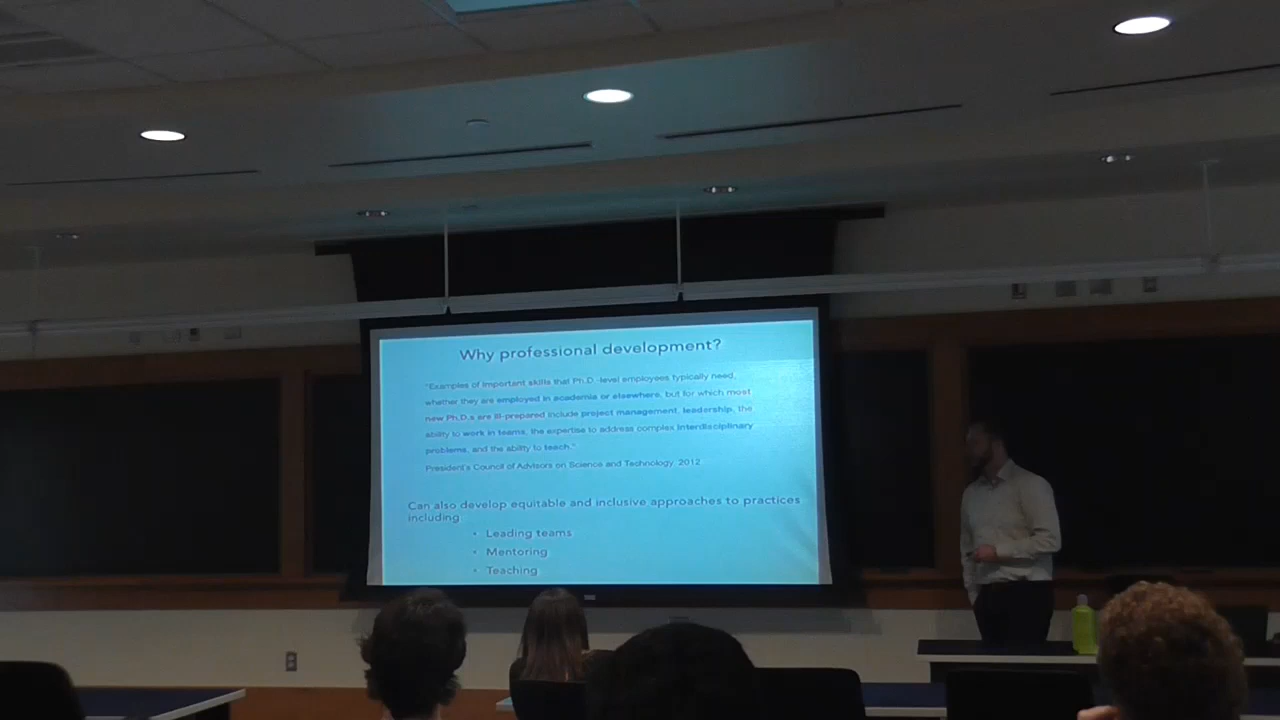 Why professional development?
"Examples of important skills that Ph.D.-level employees typically need,
whether they are employed in academia or elsewhere, but for which most
new Ph.D.s are ill-prepared include project management, leadership, the
ability to work in teams, the expertise to address complex interdisciplinary
problems, and the ability to teach."
President's Council of Advisors on Science and Technology, 2012
Can also develop equitable and inclusive approaches to practices
including
• Leading teams
• Mentoring
• Teaching